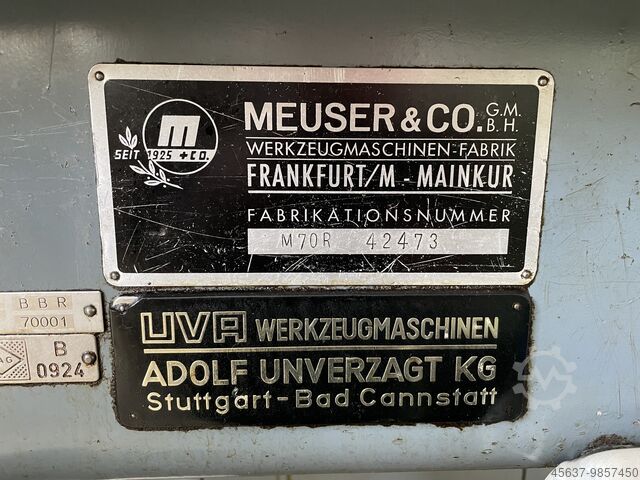 MEUSER & CO. G.M.B.H.
m
SEIT 1925 + CO.
WERKZEUGMASCHINEN-FABRIK
FRANKFURT/M - MAINKUR
FABRIKATIONSNUMMER
M70R 42473
B B R
70001
B
0924
UVA WERKZEUGMASCHINEN
ADOLF UNVERZAGT KG
Stuttgart - Bad Cannstatt
45637-9857450